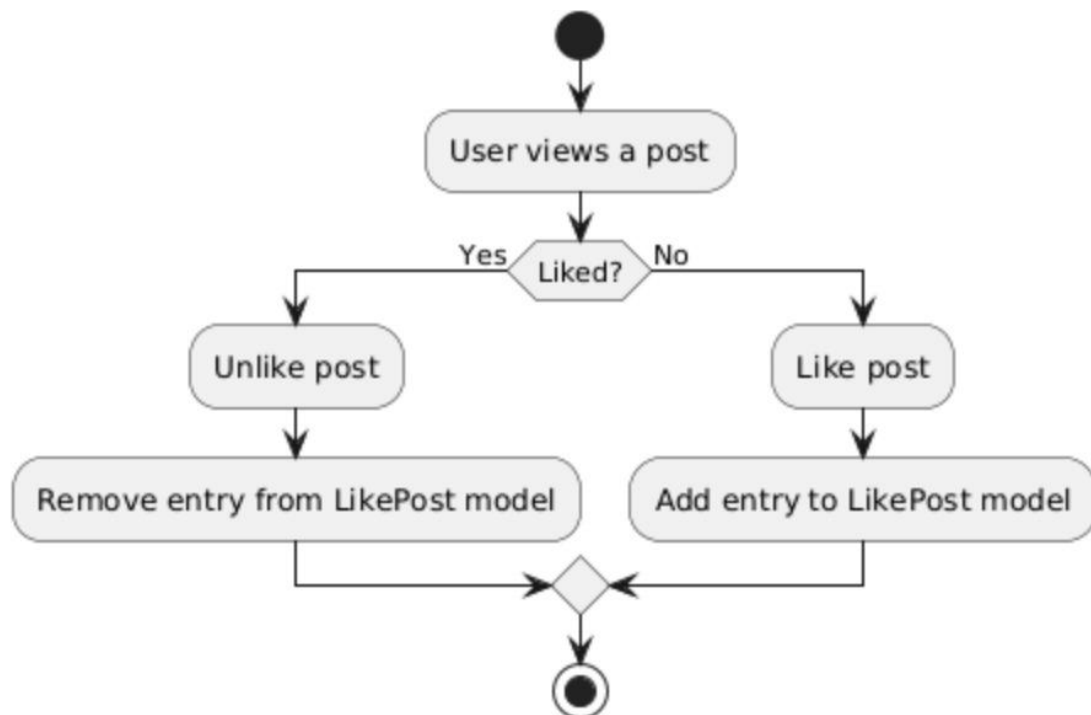 User views a post
Yes
Liked?
No
Unlike post
Like post
Remove entry from LikePost model
Add entry to LikePost model